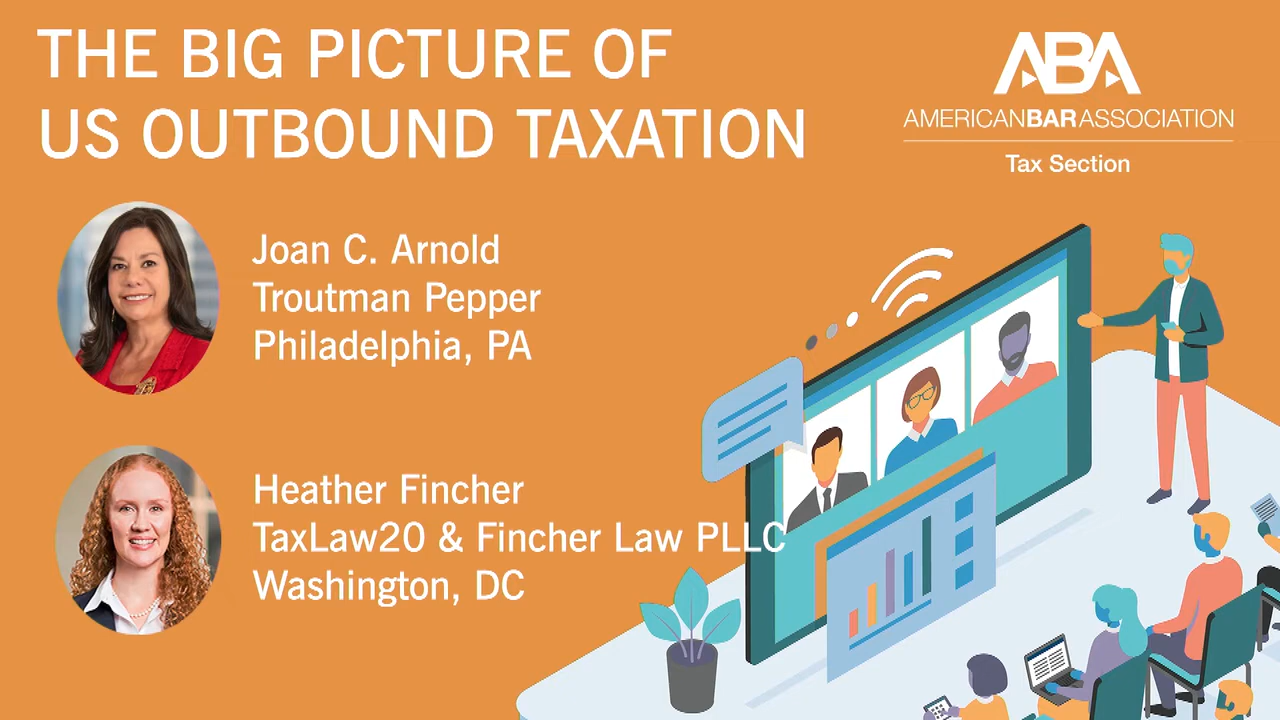 THE BIG PICTURE OF
US OUTBOUND TAXATION
ABA
AMERICANBARASSOCIATION
Tax Section
Joan C. Arnold
Troutman Pepper
Philadelphia, PA
Heather Fincher
TaxLaw20 & Fincher Law PLLC
Washington, DC